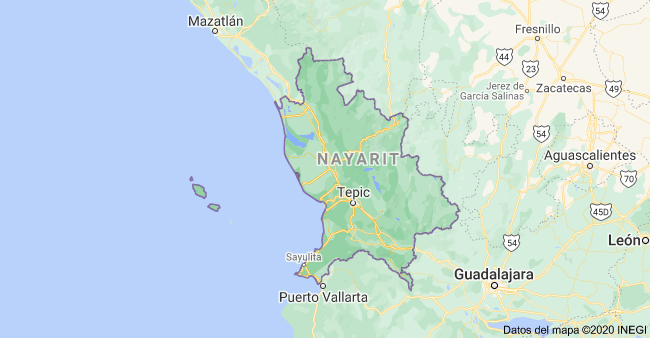 54
Mazatlán
Fresnillo
44
23
Zacatecas
49
Jerez de
García Salinas
54
Aguascalientes
NAYARIT
70
Tepic
45D
54
León
Sayulita
Guadalajara
Puerto Vallarta
Datos del mapa ©2020 INEGI